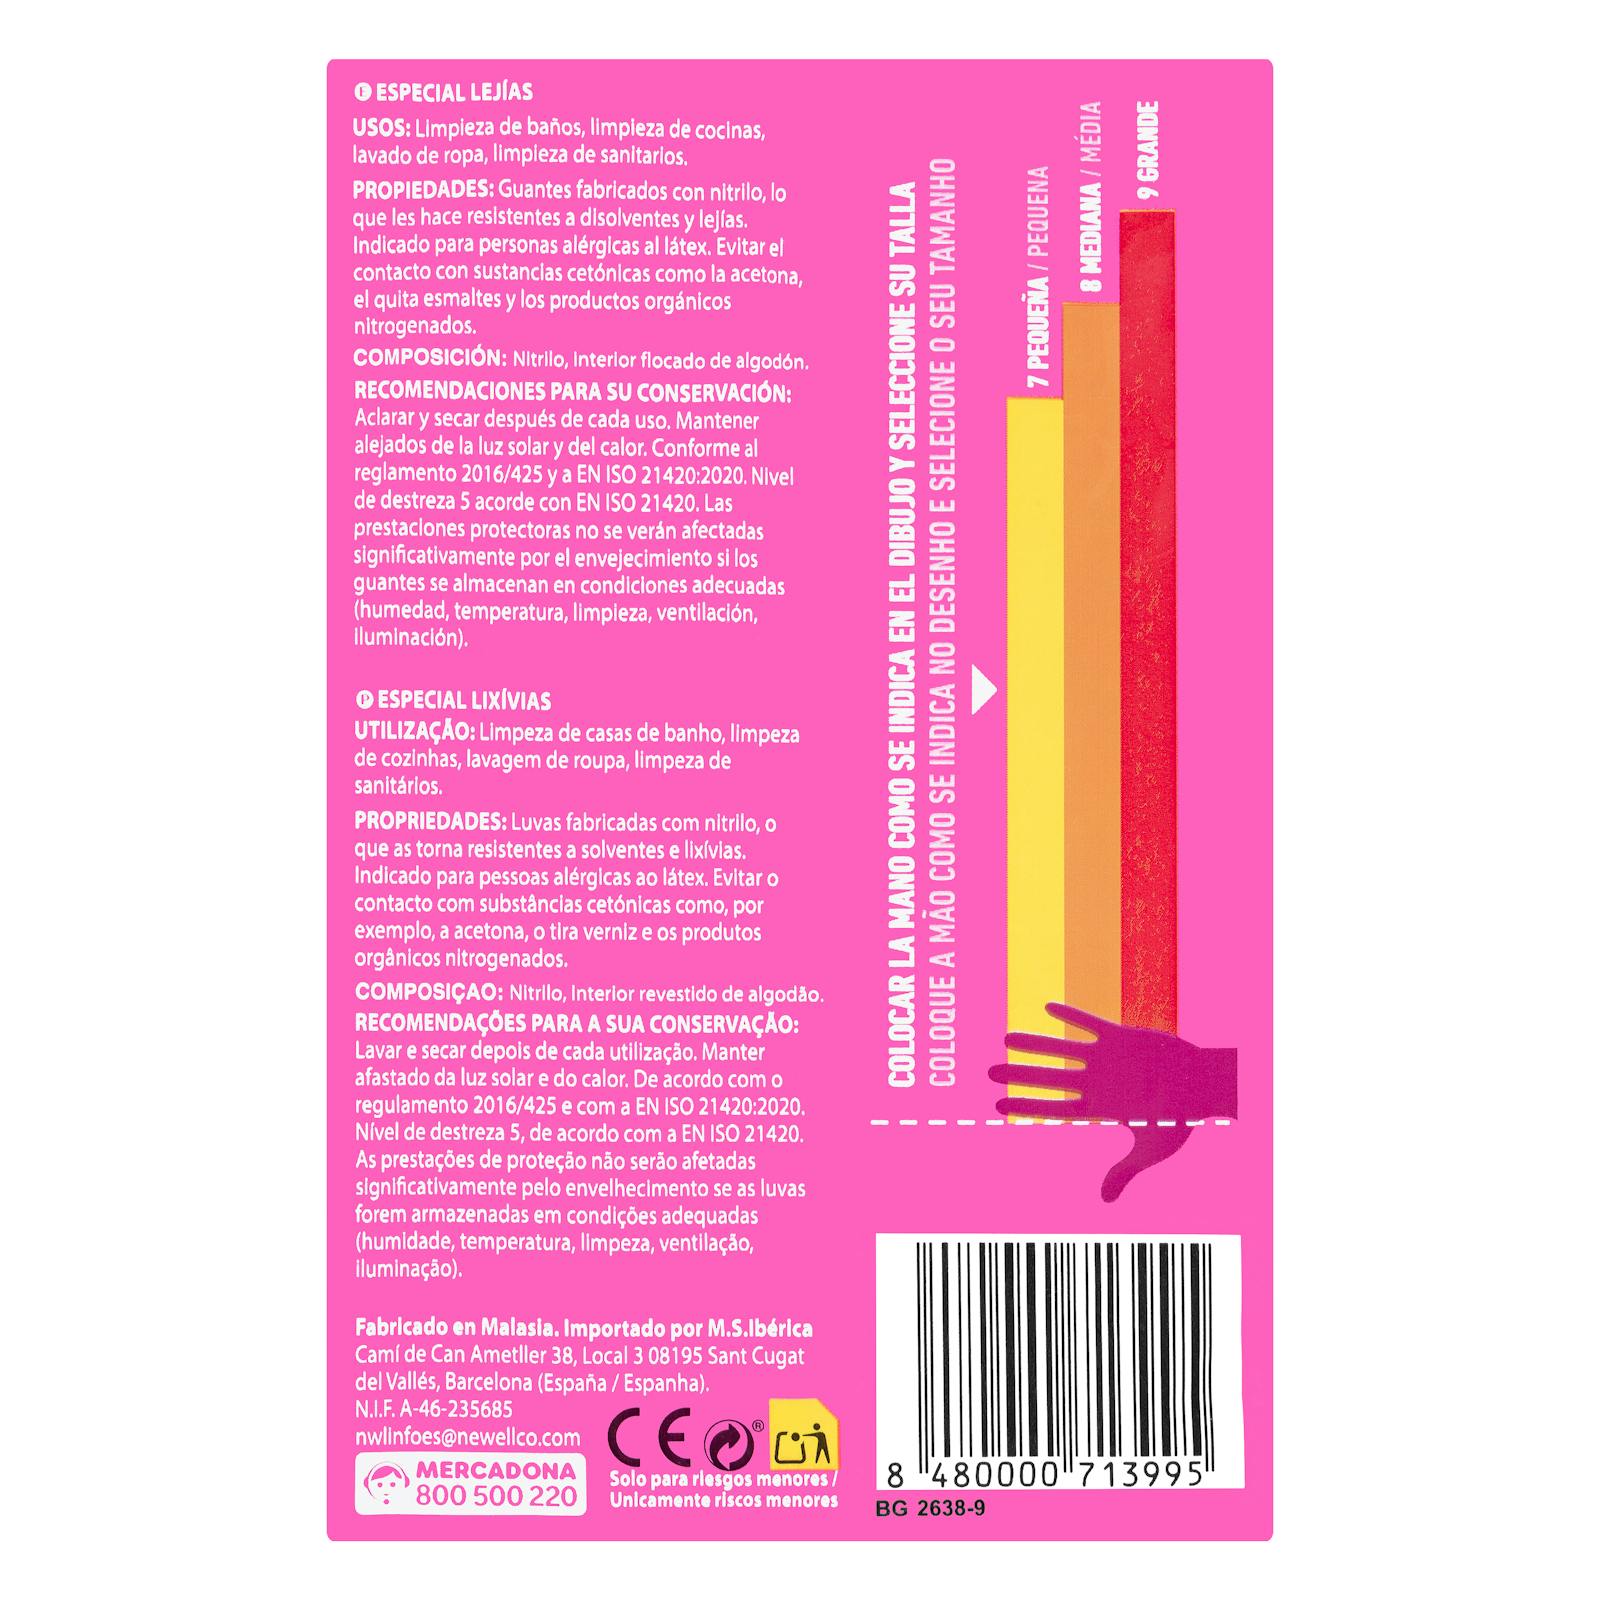 E ESPECIAL LEJÍAS
USOS: Limpieza de baños, limpieza de cocinas,
lavado de ropa, limpieza de sanitarios.
PROPIEDADES: Guantes fabricados con nitrilo, lo
que les hace resistentes a disolventes y lejías.
Indicado para personas alérgicas al látex. Evitar el
contacto con sustancias cetónicas como la acetona,
el quita esmaltes y los productos orgánicos
nitrogenados.
COMPOSICIÓN: Nitrilo, interior flocado de algodón.
RECOMENDACIONES PARA SU CONSERVACIÓN:
Aclarar y secar después de cada uso. Mantener
alejados de la luz solar y del calor. Conforme al
reglamento 2016/425 y a EN ISO 21420:2020. Nivel
de destreza 5 acorde con EN ISO 21420. Las
prestaciones protectoras no se verán afectadas
significativamente por el envejecimiento si los
guantes se almacenan en condiciones adecuadas
(humedad, temperatura, limpieza, ventilación,
iluminación).
P ESPECIAL LIXÍVIAS
UTILIZAÇÃO: Limpeza de casas de banho, limpeza
de cozinhas, lavagem de roupa, limpeza de
sanitários.
PROPRIEDADES: Luvas fabricadas com nitrilo, o
que as torna resistentes a solventes e lixívias.
Indicado para pessoas alérgicas ao látex. Evitar o
contacto com substâncias cetónicas como, por
exemplo, a acetona, o tira verniz e os produtos
orgânicos nitrogenados.
COMPOSIÇAO: Nitrilo, interior revestido de algodão.
RECOMENDAÇÕES PARA A SUA CONSERVAÇÃO:
Lavar e secar depois de cada utilização. Manter
afastado da luz solar e do calor. De acordo com o
regulamento 2016/425 e com a EN ISO 21420:2020.
Nível de destreza 5, de acordo com a EN ISO 21420.
As prestações de proteção não serão afetadas
significativamente pelo envelhecimento se as luvas
forem armazenadas em condições adequadas
(humidade, temperatura, limpeza, ventilação,
iluminação).
Fabricado en Malasia. Importado por M.S.Ibérica
Camí de Can Ametller 38, Local 3 08195 Sant Cugat
del Vallés, Barcelona (España / Espanha).
N.I.F. A-46-235685
nwlinfoes@newellco.com
MERCADONA
800 500 220
CE
®
Solo para riesgos menores /
Unicamente riscos menores
COLOCAR LA MANO COMO SE INDICA EN EL DIBUJO Y SELECCIONE SU TALLA
COLOQUE A MÃO COMO SE INDICA NO DESENHO E SELECIONE O SEU TAMANHO
7 PEQUEÑA / PEQUENA
8 MEDIANA / MÉDIA
9 GRANDE
8 480000 713995
BG 2638-9